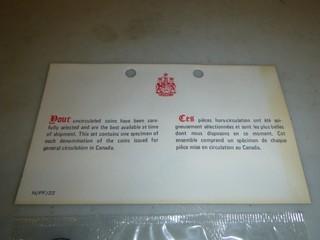 Your uncirculated coins have been care-
fully selected and are the best available at time
of shipment. This set contains one specimen of
each denomination of the coins issued for
general circulation in Canada.
Ces pièces hors-circulation ont été soi-
gneusement sélectionnées et sont les plus belles
dont nous disposons en ce moment. Cet
ensemble comprend un spécimen de chaque
pièce mise en circulation au Canada.